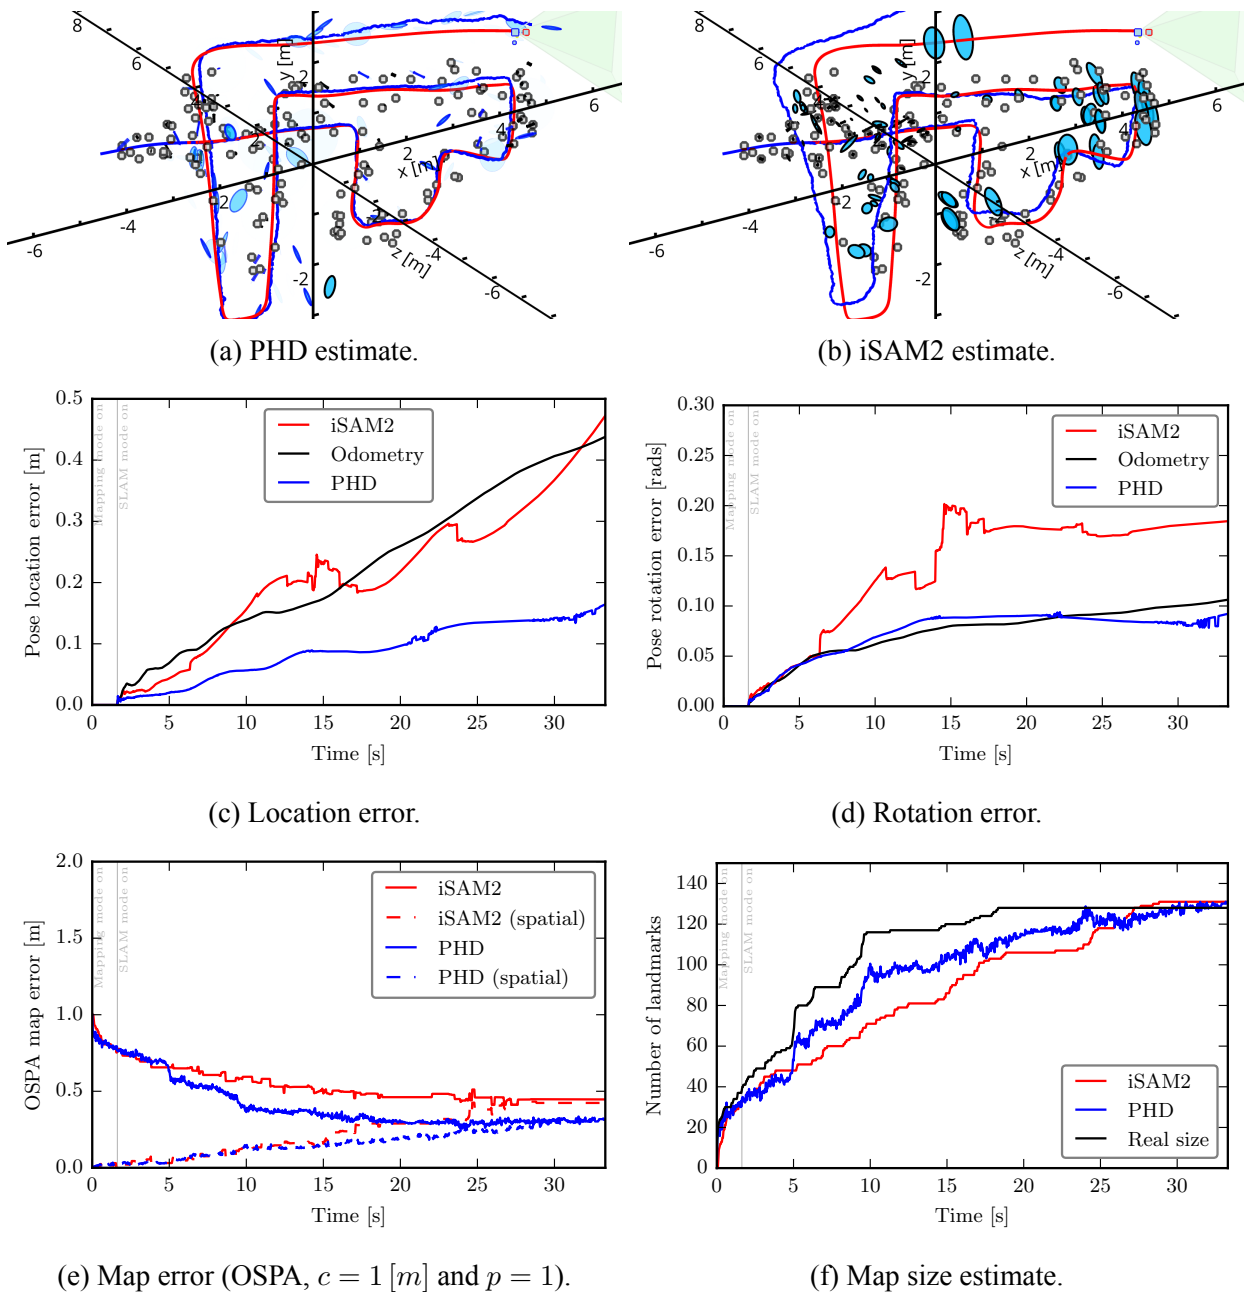 8
6
4
2
y [m]
2
4
6
x [m]
-2
-2
z [m]
-4
-6
-4
-6
-2
(a) PHD estimate.
8
6
4
2
y [m]
2
4
6
x [m]
-2
-2
z [m]
-4
-6
-4
-6
-2
(b) iSAM2 estimate.
0.5
0.4
0.3
0.2
0.1
0.0
Pose location error [m]
Mapping mode on
SLAM mode on
iSAM2
Odometry
PHD
0 5 10 15 20 25 30
Time [s]
(c) Location error.
0.30
0.25
0.20
0.15
0.10
0.05
0.00
Pose rotation error [rads]
Mapping mode on
SLAM mode on
iSAM2
Odometry
PHD
0 5 10 15 20 25 30
Time [s]
(d) Rotation error.
2.0
1.5
1.0
0.5
0.0
OSPA map error [m]
Mapping mode on
SLAM mode on
iSAM2
iSAM2 (spatial)
PHD
PHD (spatial)
0 5 10 15 20 25 30
Time [s]
(e) Map error (OSPA, c = 1 [m] and p = 1).
140
120
100
80
60
40
20
0
Number of landmarks
Mapping mode on
SLAM mode on
iSAM2
PHD
Real size
0 5 10 15 20 25 30
Time [s]
(f) Map size estimate.